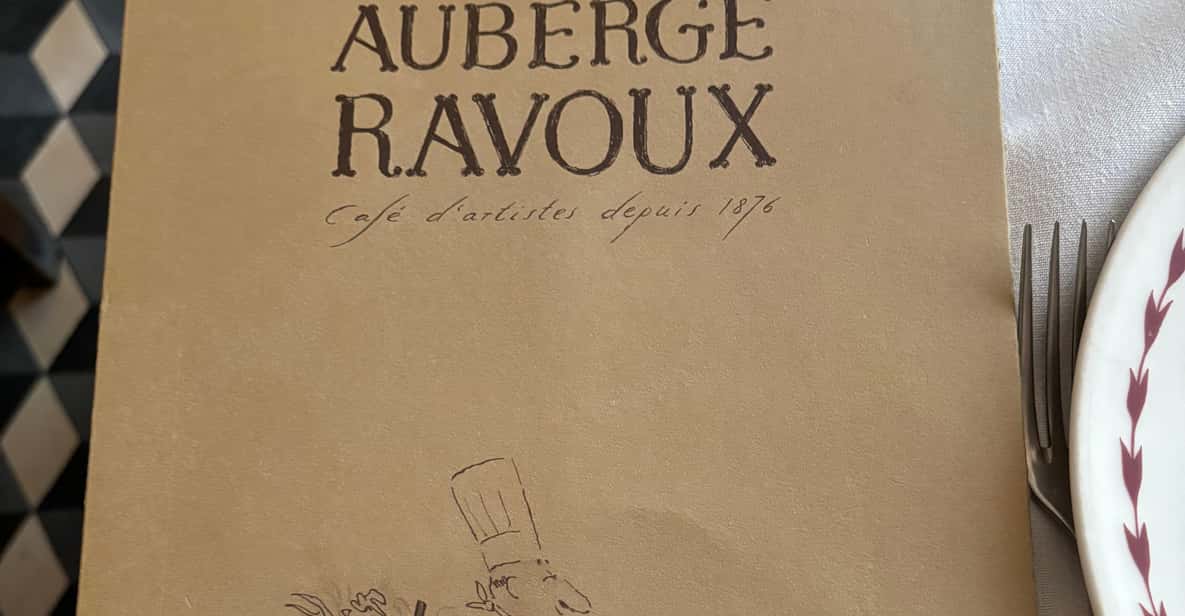 AUBERGE
RAVOUX
Café d'artistes depuis 1876